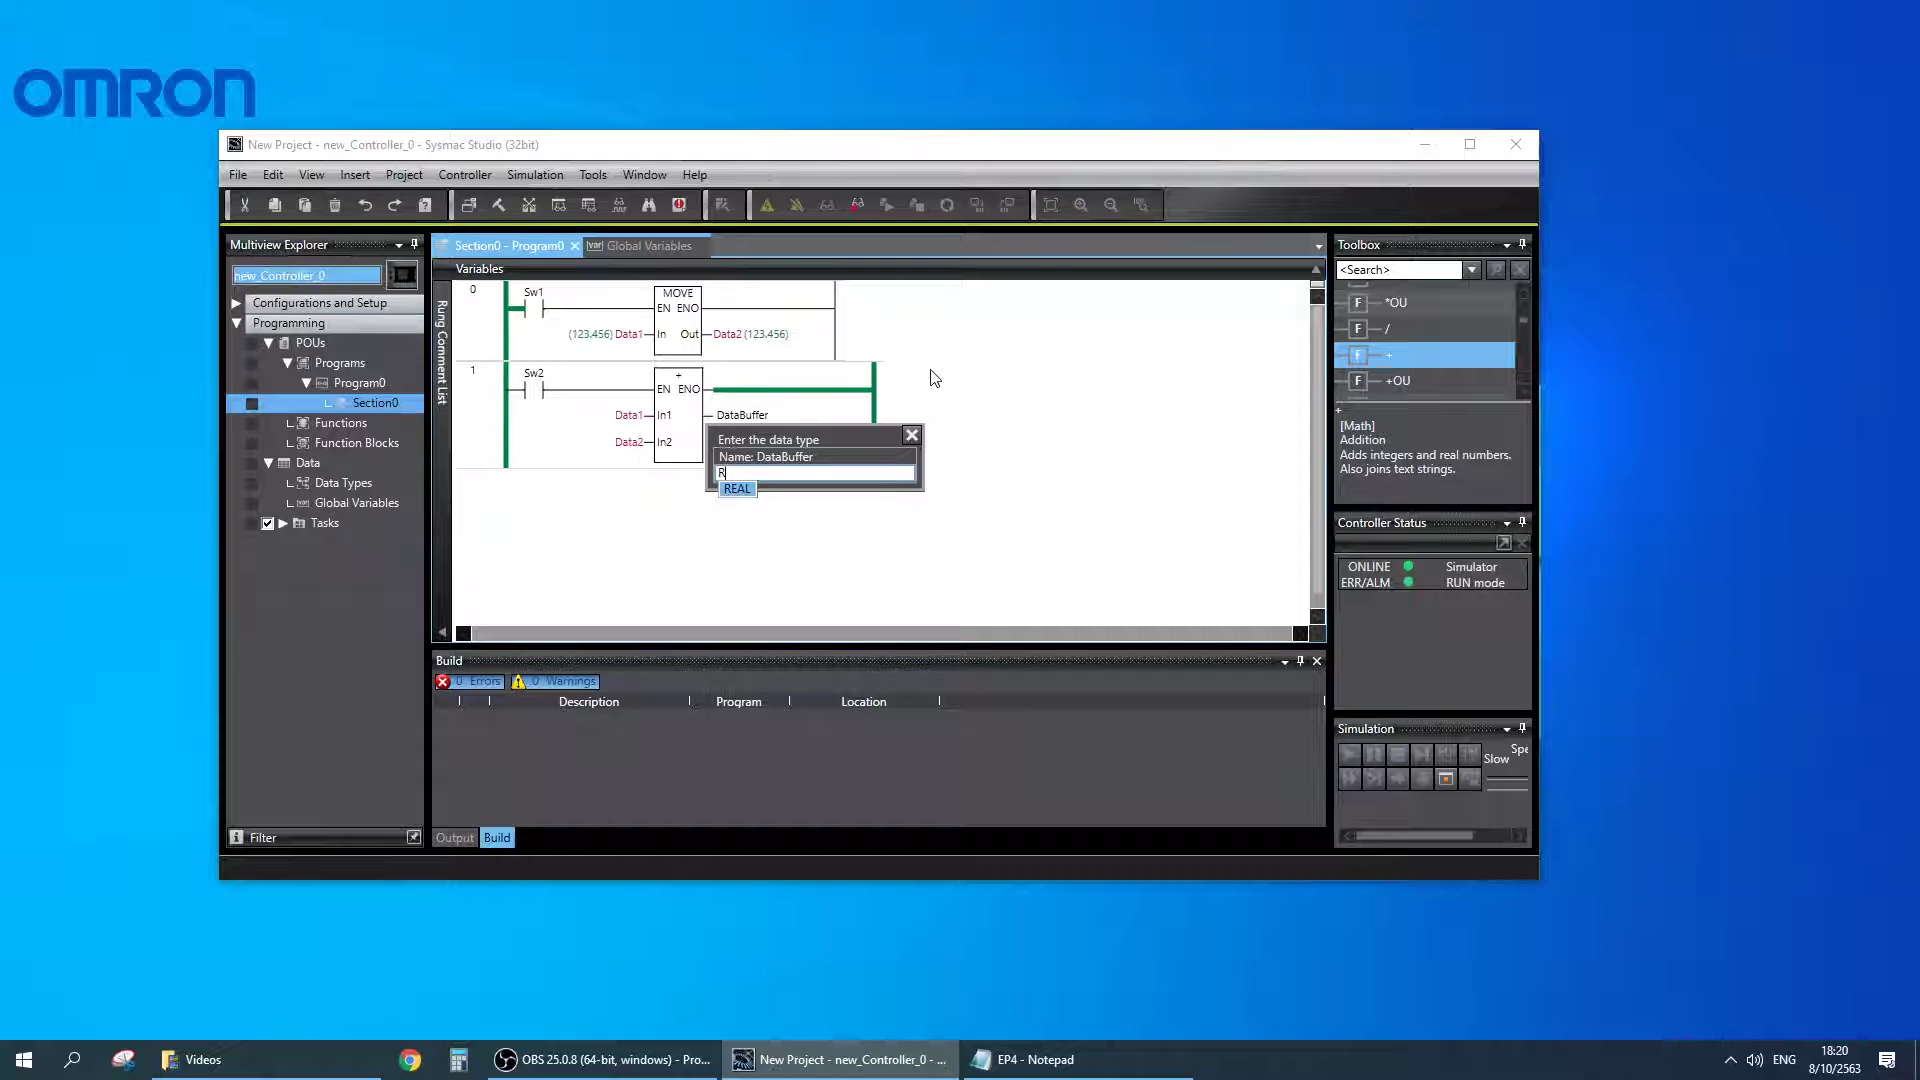 OMRON
New Project - new_Controller_0 - Sysmac Studio (32bit)
File Edit View Insert Project Controller Simulation Tools Window Help
Multiview Explorer
new_Controller_0
Configurations and Setup
Programming
POUs
Programs
Program0
Section0
Functions
Function Blocks
Data
Data Types
Global Variables
Tasks
Filter
Section0 - Program0 Global Variables
Variables
Rung Comment List
0 Sw1 MOVE
EN ENO
(123.456) Data1 In Out Data2 (123.456)
1 Sw2 +
EN ENO
Data1 In1 DataBuffer
Data2 In2
Enter the data type
Name: DataBuffer
R
REAL
Build
0 Errors 0 Warnings
Description Program Location
Output Build
Toolbox
<Search>
F *OU
F /
F +
F +OU
+
[Math]
Addition
Adds integers and real numbers.
Also joins text strings.
Controller Status
ONLINE Simulator
ERR/ALM RUN mode
Simulation
Spe
Slow
Videos
OBS 25.0.8 (64-bit, windows) - Pro...
New Project - new_Controller_0 - ...
EP4 - Notepad
ENG
18:20
8/10/2563